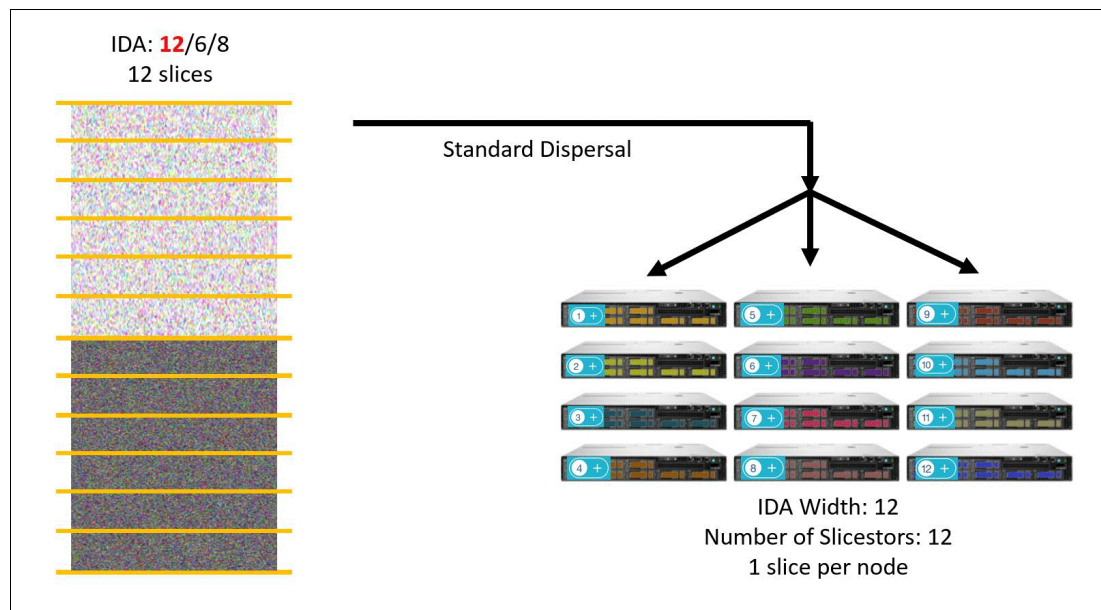 IDA: 12/6/8
12 slices
Standard Dispersal
1 +
5 +
9 +
2 +
6 +
10 +
3 +
7 +
11 +
4 +
8 +
12 +
IDA Width: 12
Number of Slicestors: 12
1 slice per node